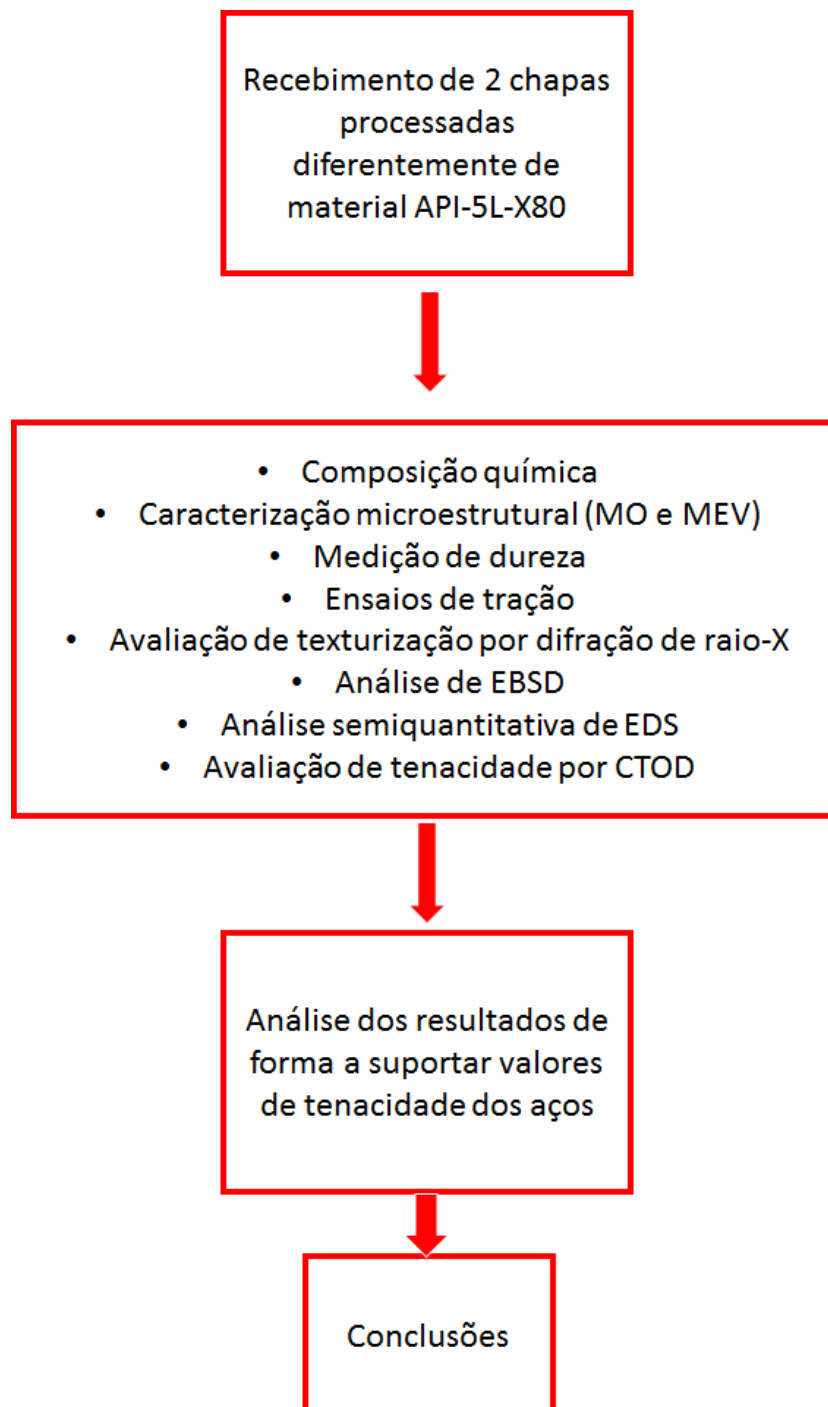 Recebimento de 2 chapas
processadas
diferentemente de
material API-5L-X80
• Composição química
• Caracterização microestrutural (MO e MEV)
• Medição de dureza
• Ensaios de tração
• Avaliação de texturização por difração de raio-X
• Análise de EBSD
• Análise semiquantitativa de EDS
• Avaliação de tenacidade por CTOD
Análise dos resultados de
forma a suportar valores
de tenacidade dos aços
Conclusões